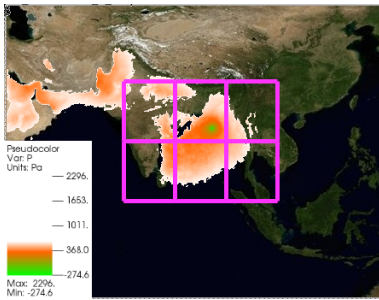 Pseudocolor
Var: P
Units: Pa
2296.
1653.
1011.
368.0
-274.6
Max: 2296.
Min: -274.6